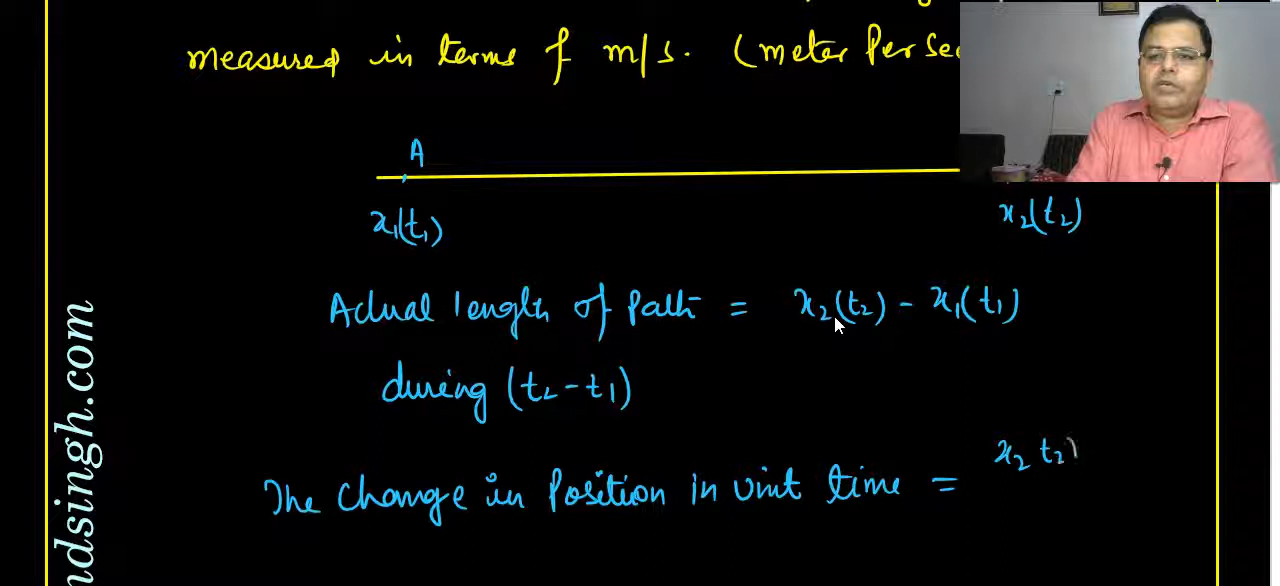 measured in terms of m/s. (meter Per Sec
A
x₁(t₁)
x₂(t₂)
Actual length of Path = x₂(t₂) - x₁(t₁)
during (t₂-t₁)
The Change in Position in unit time = x₂ t₂)
ndsingh.com